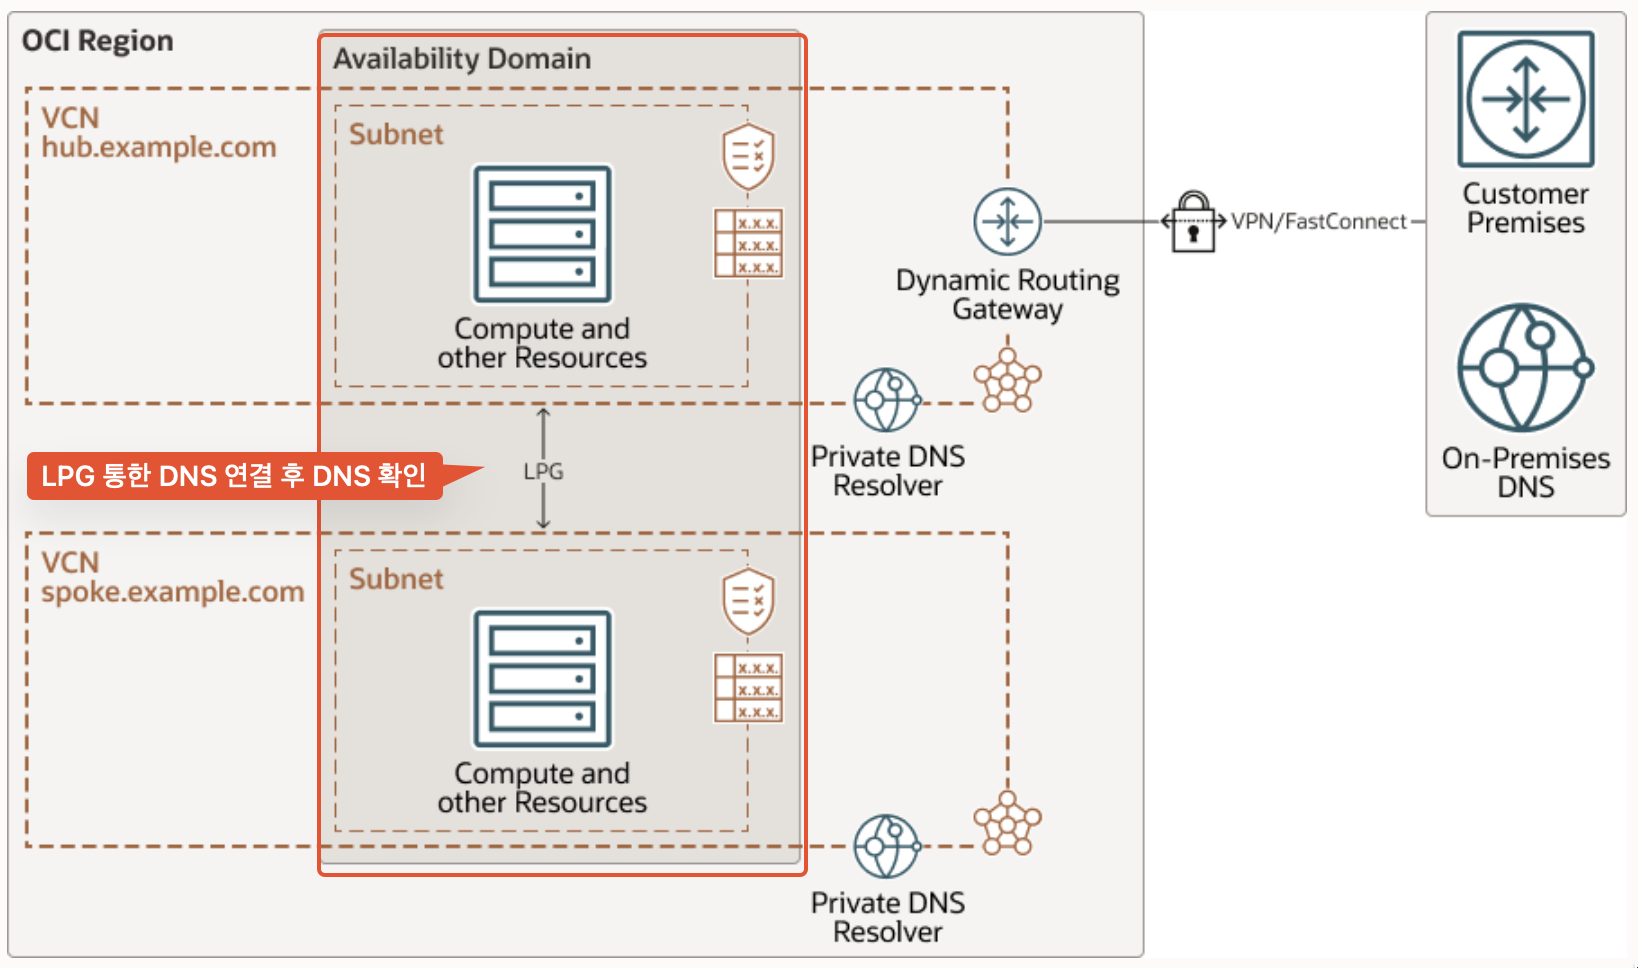 OCI Region
Availability Domain
VCN
hub.example.com
Subnet
x.x.x.
x.x.x.
x.x.x.
Compute and
other Resources
Dynamic Routing
Gateway
VPN/FastConnect
Customer
Premises
On-Premises
DNS
Private DNS
Resolver
LPG 통한 DNS 연결 후 DNS 확인
LPG
VCN
spoke.example.com
Subnet
x.x.x.
x.x.x.
x.x.x.
Compute and
other Resources
Private DNS
Resolver